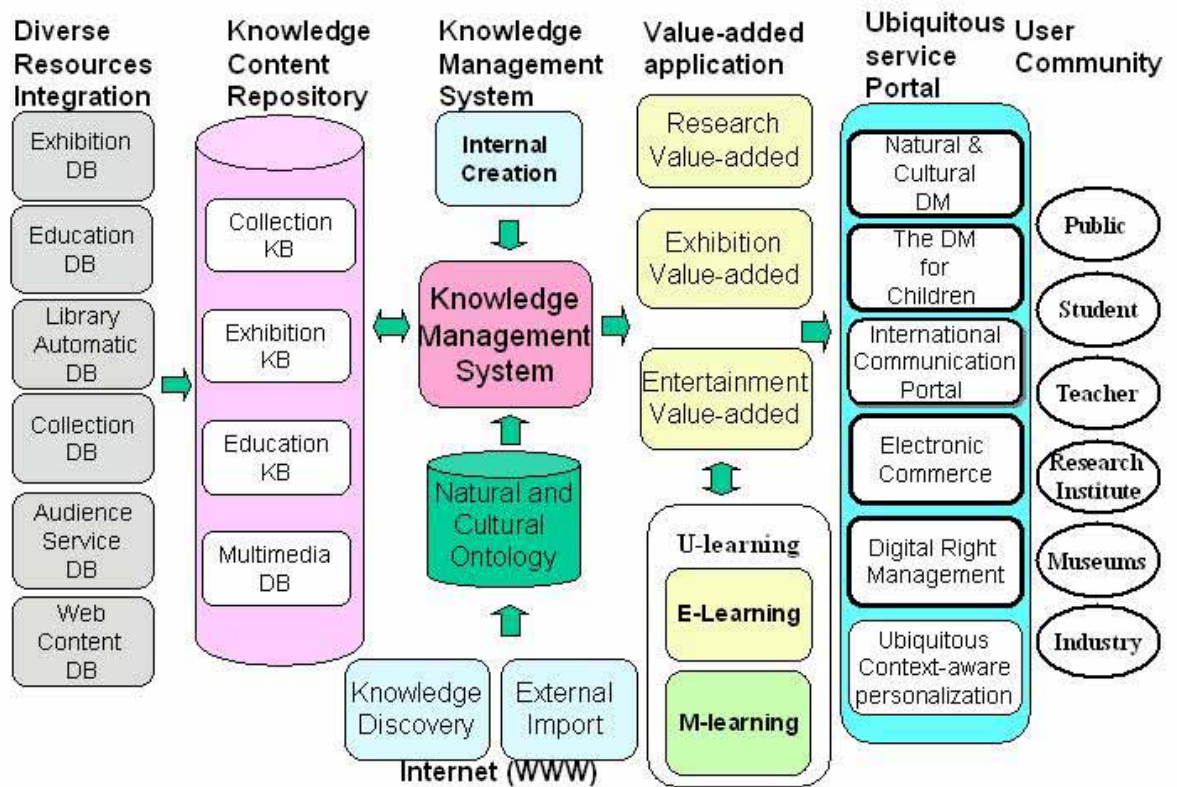 Diverse
Resources
Integration
Exhibition
DB
Education
DB
Library
Automatic
DB
Collection
DB
Audience
Service
DB
Web
Content
DB
Knowledge
Content
Repository
Collection
KB
Exhibition
KB
Education
KB
Multimedia
DB
Knowledge
Management
System
Internal
Creation
Knowledge
Management
System
Natural and
Cultural
Ontology
Knowledge
Discovery
External
Import
Internet (WWW)
Value-added
application
Research
Value-added
Exhibition
Value-added
Entertainment
Value-added
U-learning
E-Learning
M-learning
Ubiquitous
service
Portal
Natural &
Cultural
DM
The DM
for
Children
International
Communication
Portal
Electronic
Commerce
Digital Right
Management
Ubiquitous
Context-aware
personalization
User
Community
Public
Student
Teacher
Research
Institute
Museums
Industry